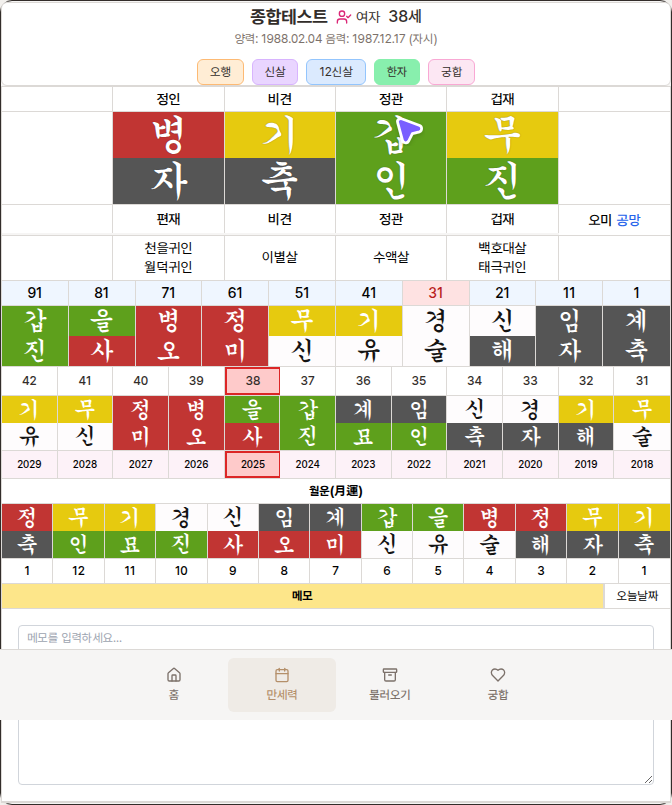 종합테스트 여자 38세
양력: 1988.02.04 음력: 1987.12.17 (자시)
오행 신살 12신살 한자 궁합
정인 비견 정관 겁재
병 기 갑 무
자 축 인 진
편재 비견 정관 겁재 오미 공망
천을귀인 이별살 수액살 백호대살
월덕귀인 태극귀인
91 81 71 61 51 41 31 21 11 1
갑 을 병 정 무 기 경 신 임 계
진 사 오 미 신 유 술 해 자 축
42 41 40 39 38 37 36 35 34 33 32 31
기 무 정 병 을 갑 계 임 신 경 기 무
유 신 미 오 사 진 묘 인 축 자 해 술
2029 2028 2027 2026 2025 2024 2023 2022 2021 2020 2019 2018
월운(月運)
정 무 기 경 신 임 계 갑 을 병 정 무 기
축 인 묘 진 사 오 미 신 유 술 해 자 축
1 12 11 10 9 8 7 6 5 4 3 2 1
메모 오늘날짜
메모를 입력하세요...
홈 만세력 불러오기 궁합